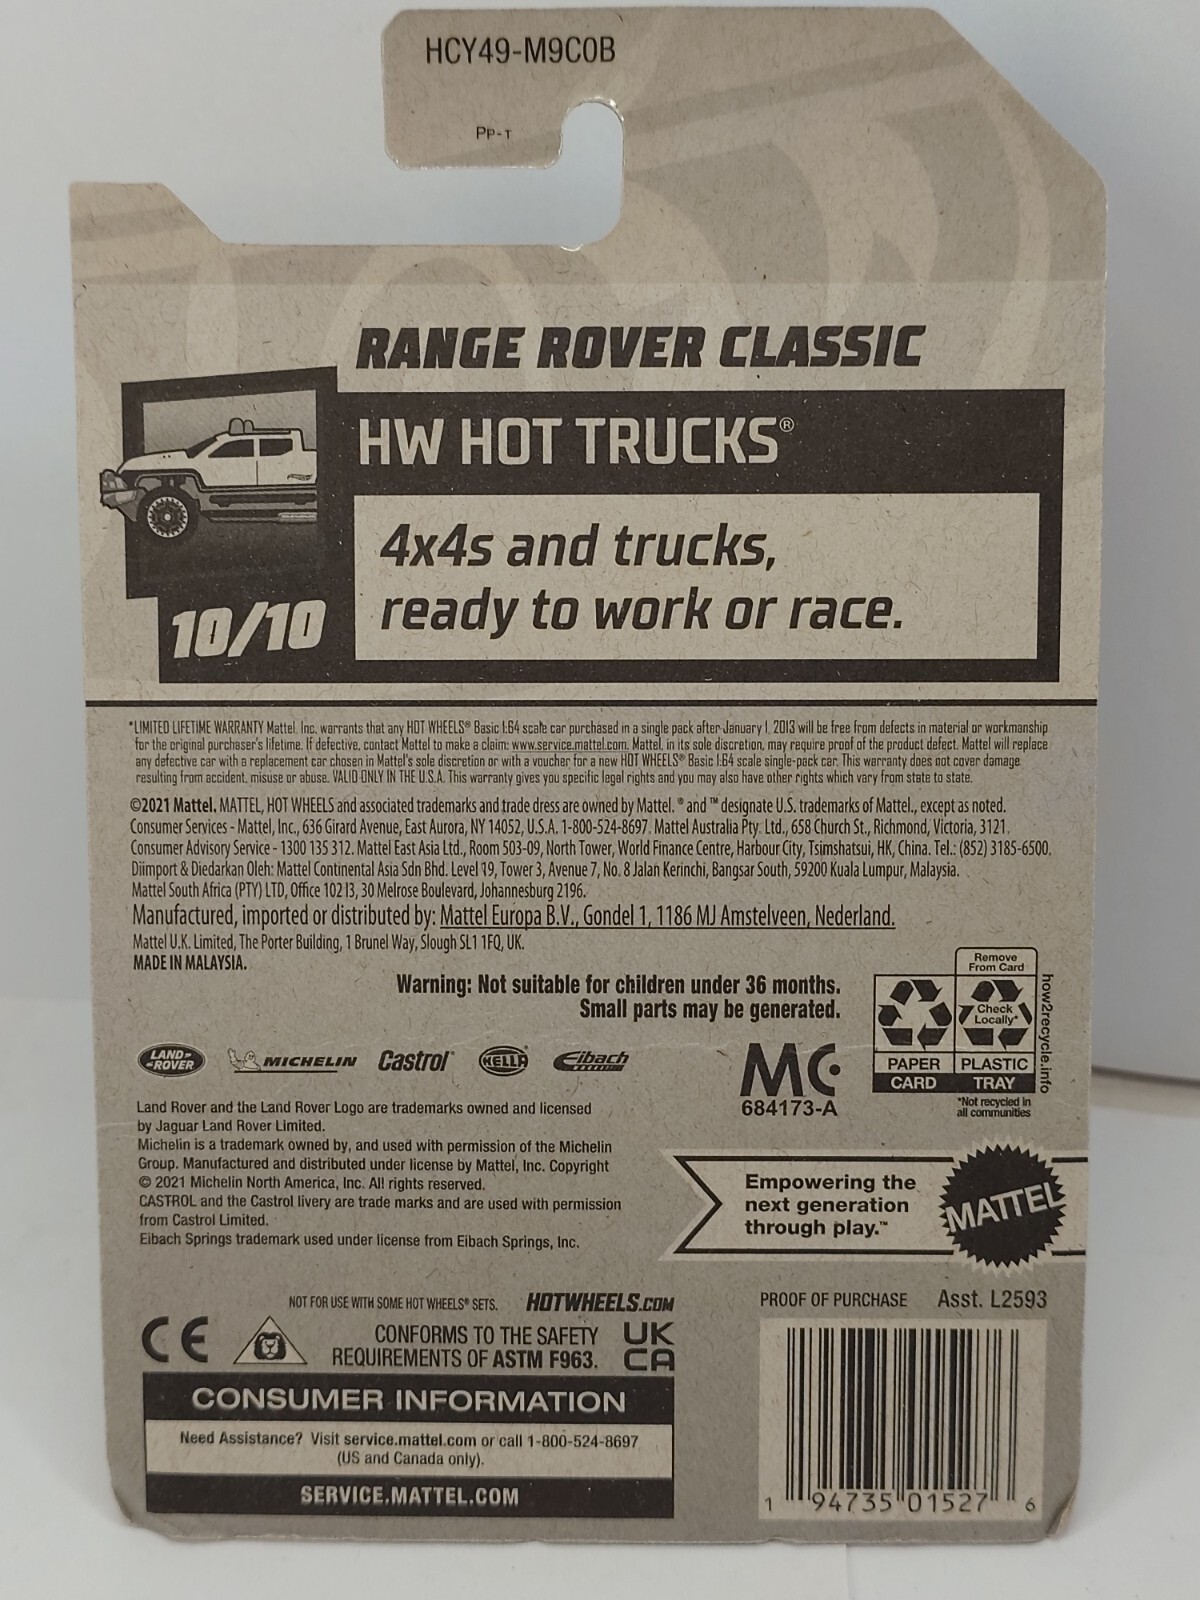 HCY49-M9C0B
PP-T
RANGE ROVER CLASSIC
HW HOT TRUCKS®
4x4s and trucks,
ready to work or race.
10/10
*LIMITED LIFETIME WARRANTY Mattel, Inc. warrants that any HOT WHEELS® Basic 1:64 scale car purchased in a single pack after January 1, 2013 will be free from defects in material or workmanship
for the original purchaser's lifetime. If defective, contact Mattel to make a claim: www.service.mattel.com. Mattel, in its sole discretion, may require proof of the product defect. Mattel will replace
any defective car with a replacement car chosen in Mattel's sole discretion or with a voucher for a new HOT WHEELS® Basic 1:64 scale single-pack car. This warranty does not cover damage
resulting from accident, misuse or abuse. VALID ONLY IN THE U.S.A. This warranty gives you specific legal rights and you may also have other rights which vary from state to state.
©2021 Mattel. MATTEL, HOT WHEELS and associated trademarks and trade dress are owned by Mattel. ® and ™ designate U.S. trademarks of Mattel., except as noted.
Consumer Services - Mattel, Inc., 636 Girard Avenue, East Aurora, NY 14052, U.S.A. 1-800-524-8697. Mattel Australia Pty. Ltd., 658 Church St., Richmond, Victoria, 3121.
Consumer Advisory Service - 1300 135 312. Mattel East Asia Ltd., Room 503-09, North Tower, World Finance Centre, Harbour City, Tsimshatsui, HK, China. Tel.: (852) 3185-6500.
Diimport & Diedarkan Oleh: Mattel Continental Asia Sdn Bhd. Level 19, Tower 3, Avenue 7, No. 8 Jalan Kerinchi, Bangsar South, 59200 Kuala Lumpur, Malaysia.
Mattel South Africa (PTY) LTD, Office 102 I3, 30 Melrose Boulevard, Johannesburg 2196.
Manufactured, imported or distributed by: Mattel Europa B.V., Gondel 1, 1186 MJ Amstelveen, Nederland.
Mattel U.K. Limited, The Porter Building, 1 Brunel Way, Slough SL1 1FQ, UK.
MADE IN MALAYSIA.
Warning: Not suitable for children under 36 months.
Small parts may be generated.
Remove
From Card
Check
Locally*
PAPER
PLASTIC
CARD
TRAY
*Not recycled in
all communities
how2recycle.info
LAND-
-ROVER
MICHELIN
Castrol®
HELLA
Eibach
MC
684173-A
Land Rover and the Land Rover Logo are trademarks owned and licensed
by Jaguar Land Rover Limited.
Michelin is a trademark owned by, and used with permission of the Michelin
Group. Manufactured and distributed under license by Mattel, Inc. Copyright
© 2021 Michelin North America, Inc. All rights reserved.
CASTROL and the Castrol livery are trade marks and are used with permission
from Castrol Limited.
Eibach Springs trademark used under license from Eibach Springs, Inc.
Empowering the
next generation
through play.™
MATTEL
NOT FOR USE WITH SOME HOT WHEELS® SETS.
HOTWHEELS.COM
PROOF OF PURCHASE Asst. L2593
CE
CONFORMS TO THE SAFETY
REQUIREMENTS OF ASTM F963.
UK
CA
CONSUMER INFORMATION
Need Assistance? Visit service.mattel.com or call 1-800-524-8697
(US and Canada only).
SERVICE.MATTEL.COM
1 94735 01527 6